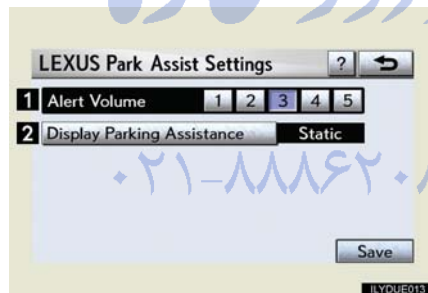 LEXUS Park Assist Settings ?
1 Alert Volume 1 2 3 4 5
2 Display Parking Assistance Static
۰۲۱-۸۸۸۶۲۰۸
Save
ILYDUE013